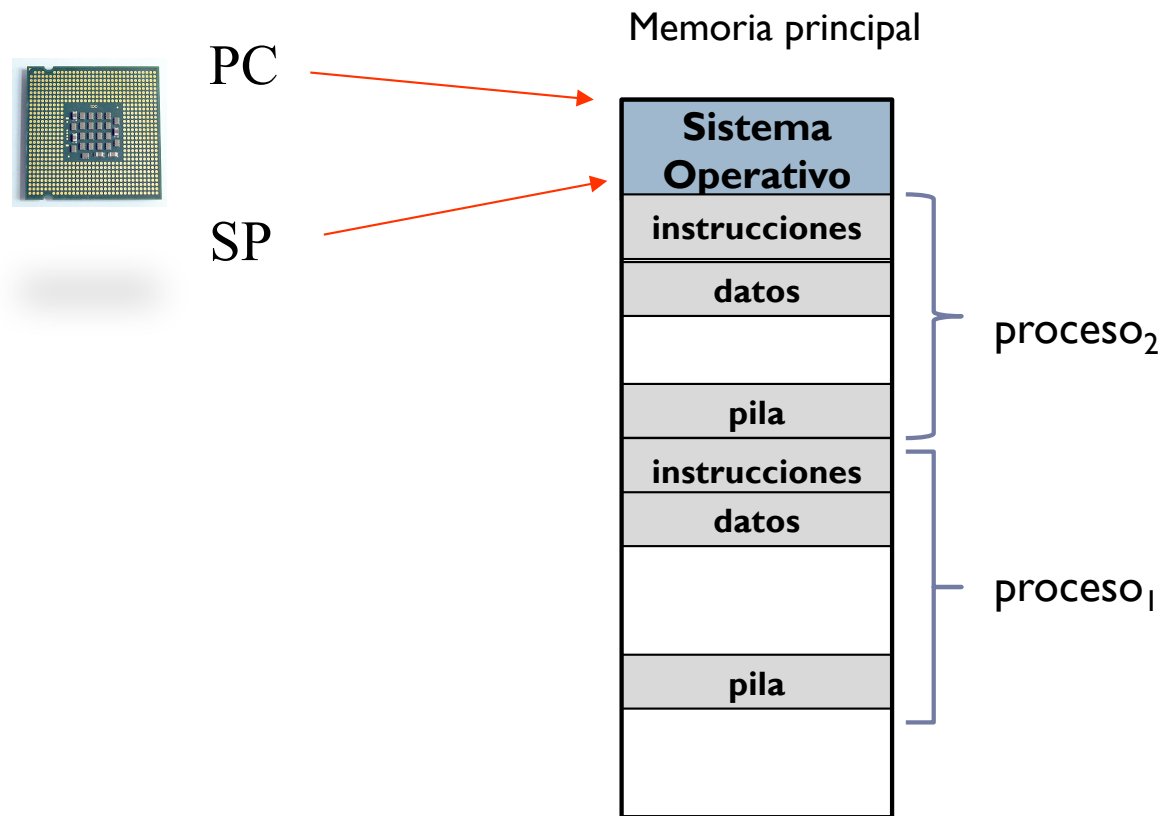 Memoria principal
PC
SP
Sistema
Operativo
instrucciones
datos
pila
instrucciones
datos
pila
proceso₂
proceso₁